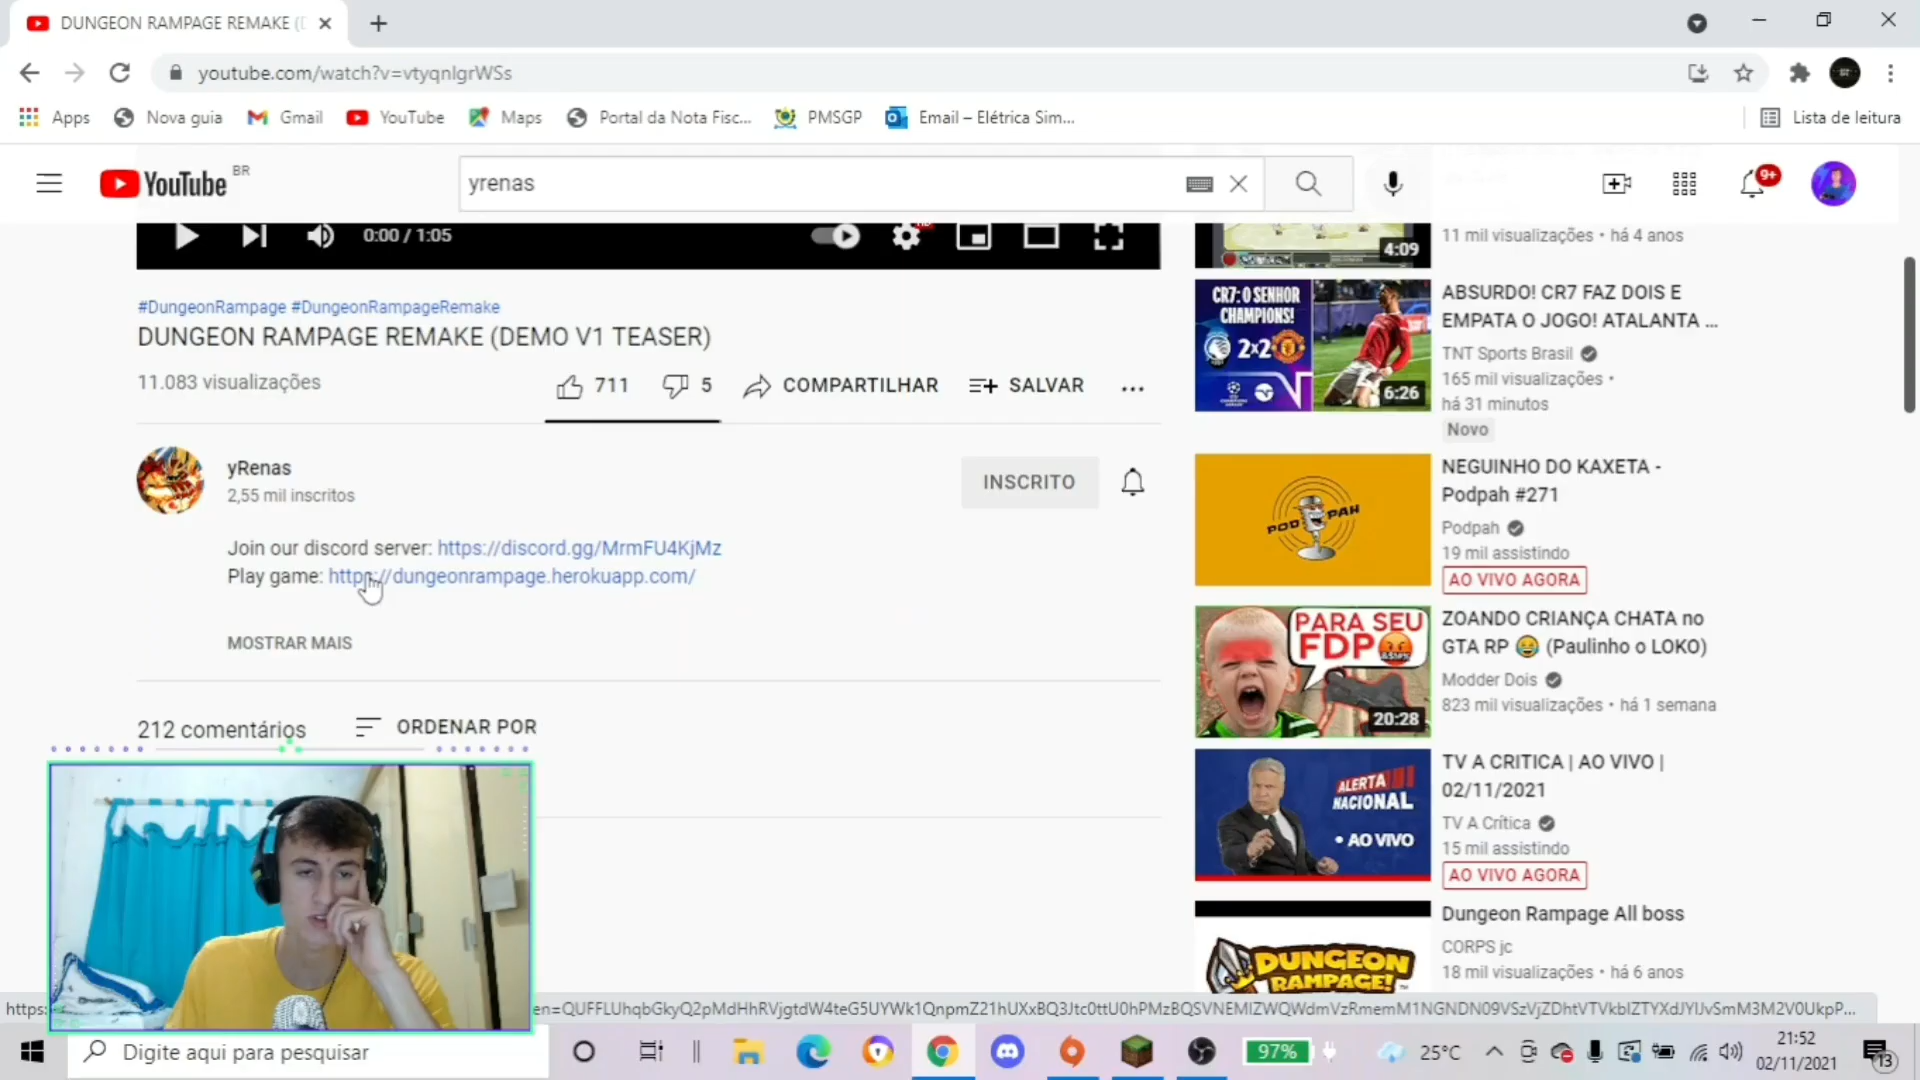 DUNGEON RAMPAGE REMAKE (D
youtube.com/watch?v=vtyqnlgrWSs
Apps
Nova guia
Gmail
YouTube
Maps
Portal da Nota Fisc...
PMSGP
Email – Elétrica Sim...
Lista de leitura
YouTube BR
yrenas
9+
0:00 / 1:05
#DungeonRampage #DungeonRampageRemake
DUNGEON RAMPAGE REMAKE (DEMO V1 TEASER)
11.083 visualizações
711
5
COMPARTILHAR
SALVAR
yRenas
2,55 mil inscritos
INSCRITO
Join our discord server: https://discord.gg/MrmFU4KjMz
Play game: https://dungeonrampage.herokuapp.com/
MOSTRAR MAIS
212 comentários
ORDENAR POR
4:09
11 mil visualizações • há 4 anos
CR7: O SENHOR
CHAMPIONS!
2x2
6:26
ABSURDO! CR7 FAZ DOIS E
EMPATA O JOGO! ATALANTA ...
TNT Sports Brasil
165 mil visualizações •
há 31 minutos
Novo
POD PAH
NEGUINHO DO KAXETA -
Podpah #271
Podpah
19 mil assistindo
AO VIVO AGORA
PARA SEU
FDP
20:28
ZOANDO CRIANÇA CHATA no
GTA RP 😂 (Paulinho o LOKO)
Modder Dois
823 mil visualizações • há 1 semana
ALERTA
NACIONAL
• AO VIVO
TV A CRITICA | AO VIVO |
02/11/2021
TV A Crítica
15 mil assistindo
AO VIVO AGORA
DUNGEON
RAMPAGE!
Dungeon Rampage All boss
CORPS jc
18 mil visualizações • há 6 anos
https:
Digite aqui para pesquisar
97%
25°C
21:52
02/11/2021
13